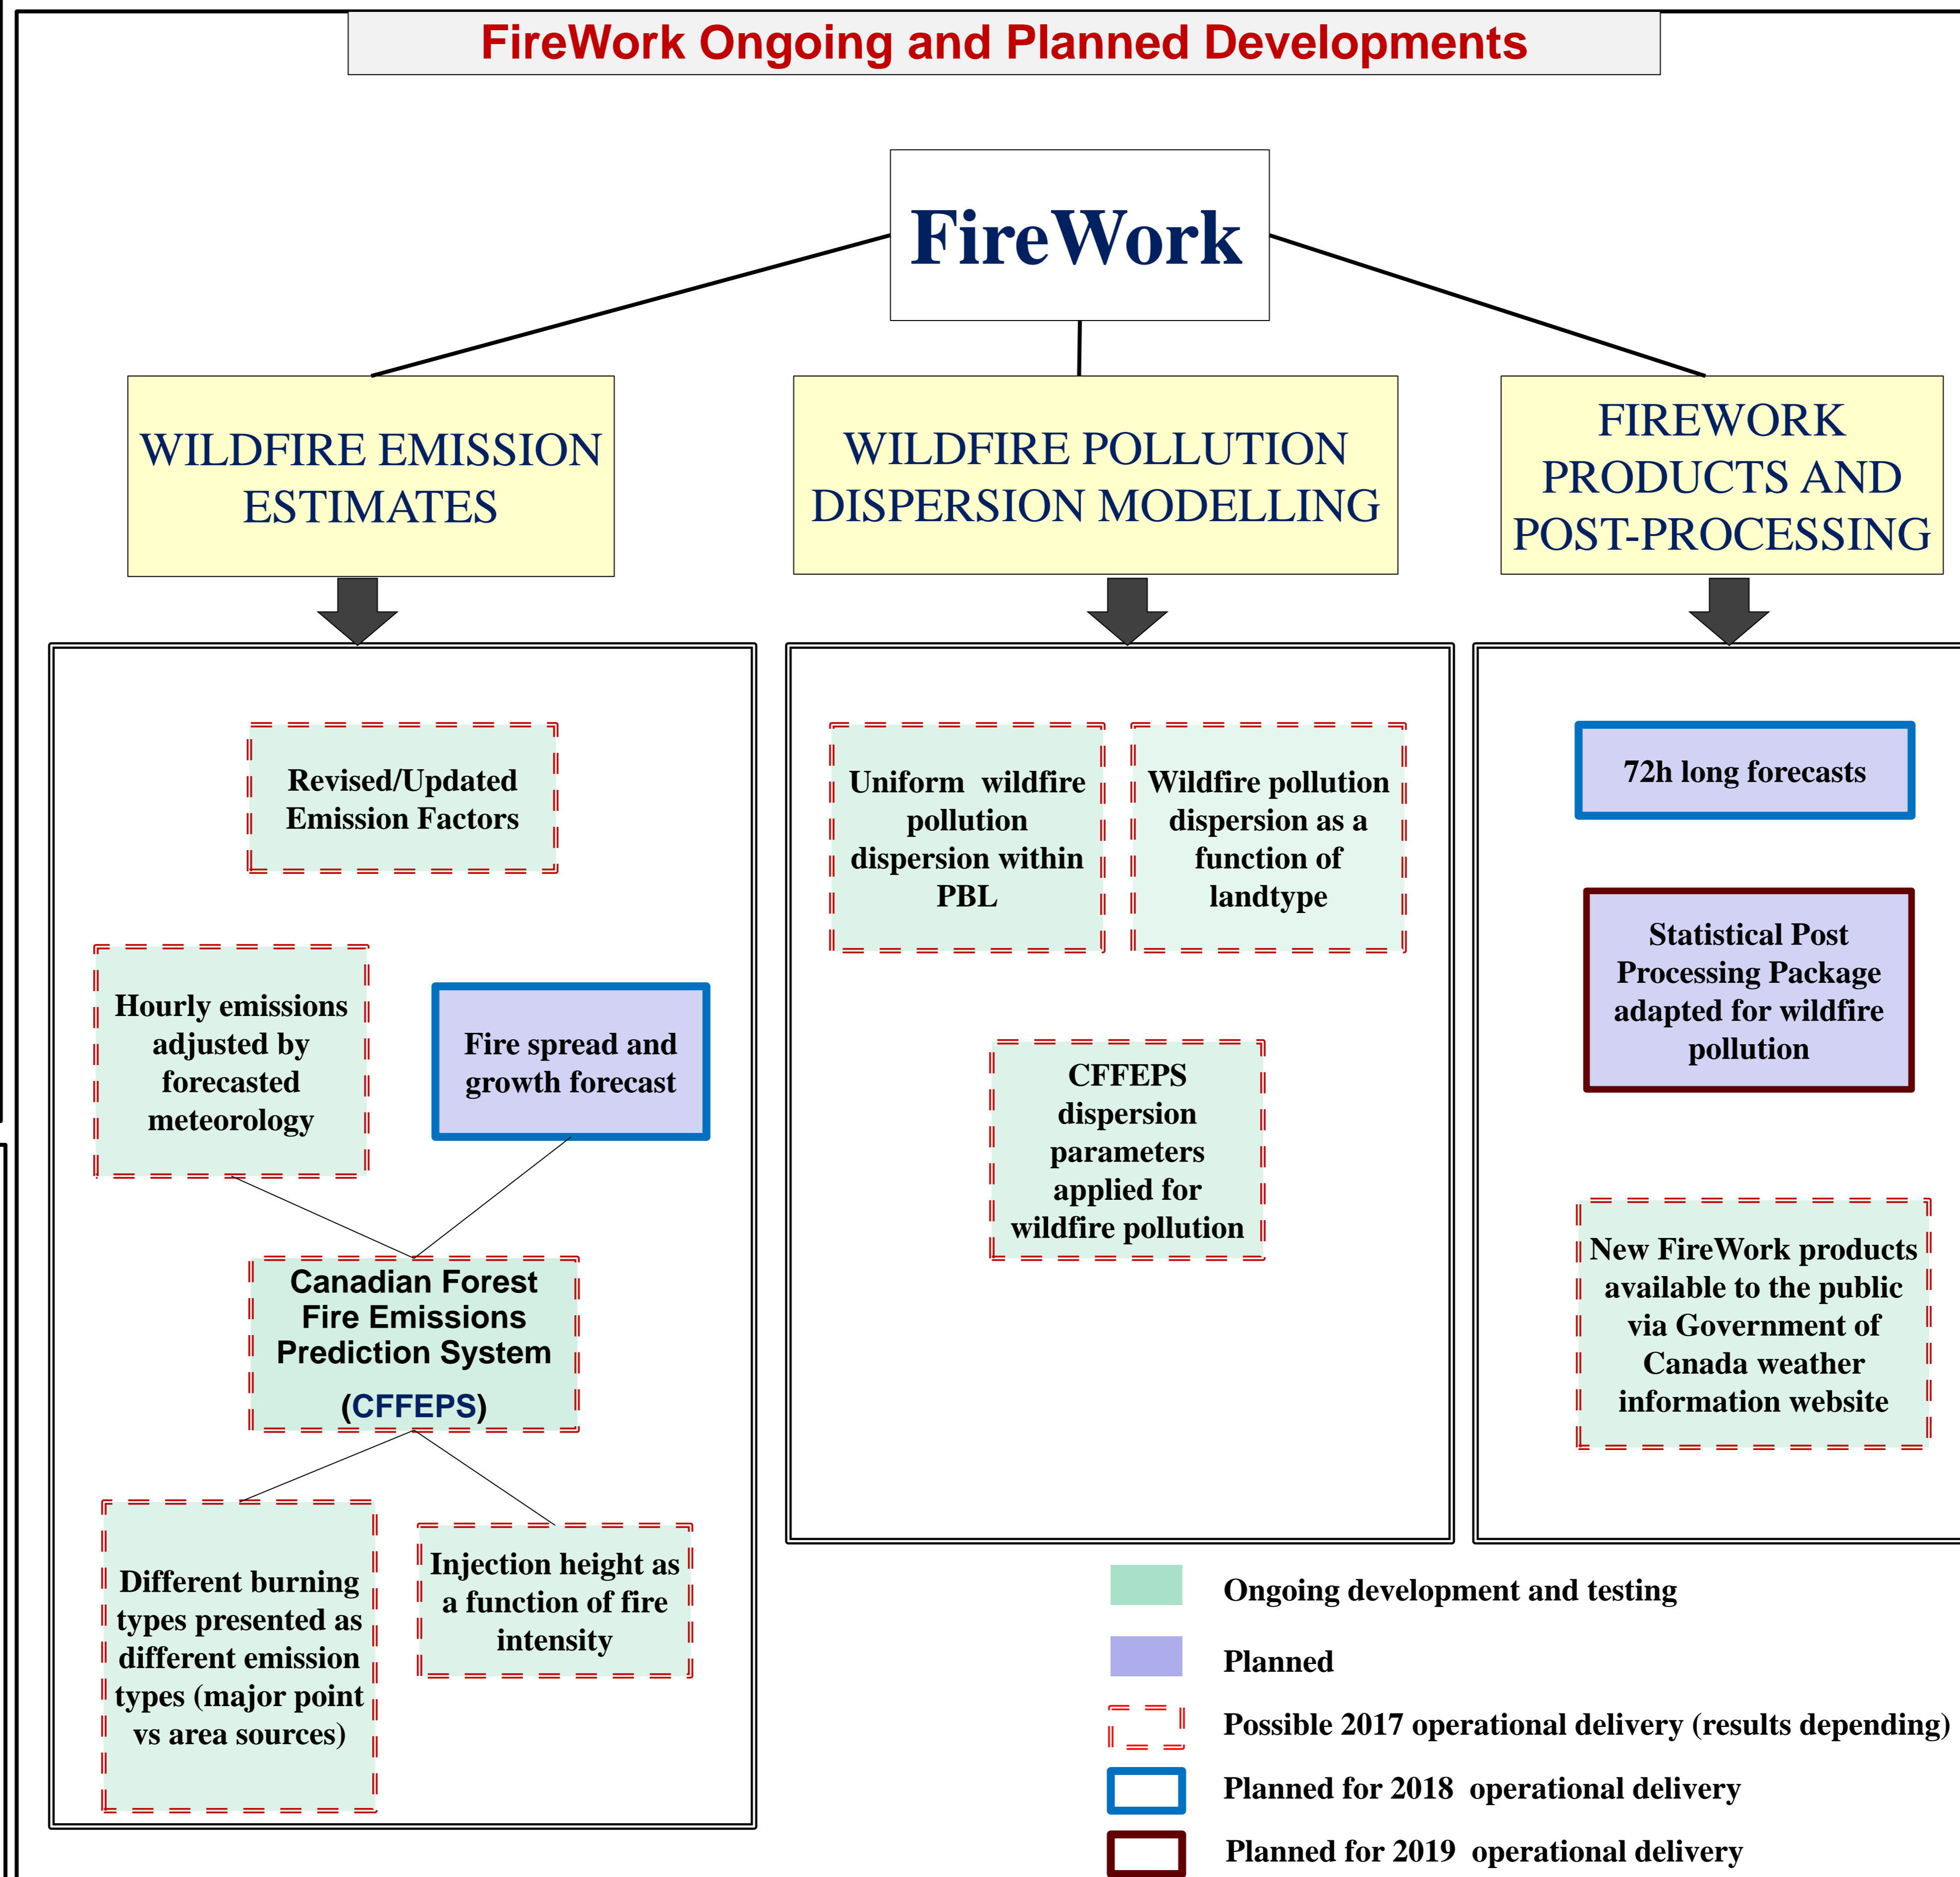 FireWork Ongoing and Planned Developments
FireWork
WILDFIRE EMISSION
ESTIMATES
WILDFIRE POLLUTION
DISPERSION MODELLING
FIREWORK
PRODUCTS AND
POST-PROCESSING
Revised/Updated
Emission Factors
Hourly emissions
adjusted by
forecasted
meteorology
Fire spread and
growth forecast
Canadian Forest
Fire Emissions
Prediction System
(CFFEPS)
Different burning
types presented as
different emission
types (major point
vs area sources)
Injection height as
a function of fire
intensity
Uniform wildfire
pollution
dispersion within
PBL
Wildfire pollution
dispersion as a
function of
landtype
CFFEPS
dispersion
parameters
applied for
wildfire pollution
72h long forecasts
Statistical Post
Processing Package
adapted for wildfire
pollution
New FireWork products
available to the public
via Government of
Canada weather
information website
Ongoing development and testing
Planned
Possible 2017 operational delivery (results depending)
Planned for 2018 operational delivery
Planned for 2019 operational delivery